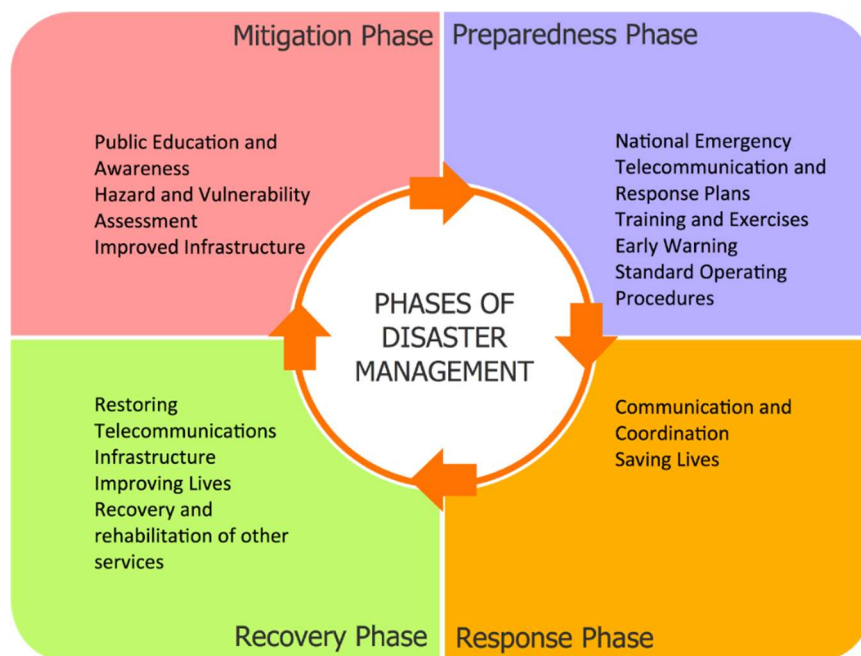 Mitigation Phase
Preparedness Phase
Public Education and
Awareness
Hazard and Vulnerability
Assessment
Improved Infrastructure
National Emergency
Telecommunication and
Response Plans
Training and Exercises
Early Warning
Standard Operating
Procedures
PHASES OF
DISASTER
MANAGEMENT
Restoring
Telecommunications
Infrastructure
Improving Lives
Recovery and
rehabilitation of other
services
Communication and
Coordination
Saving Lives
Recovery Phase
Response Phase